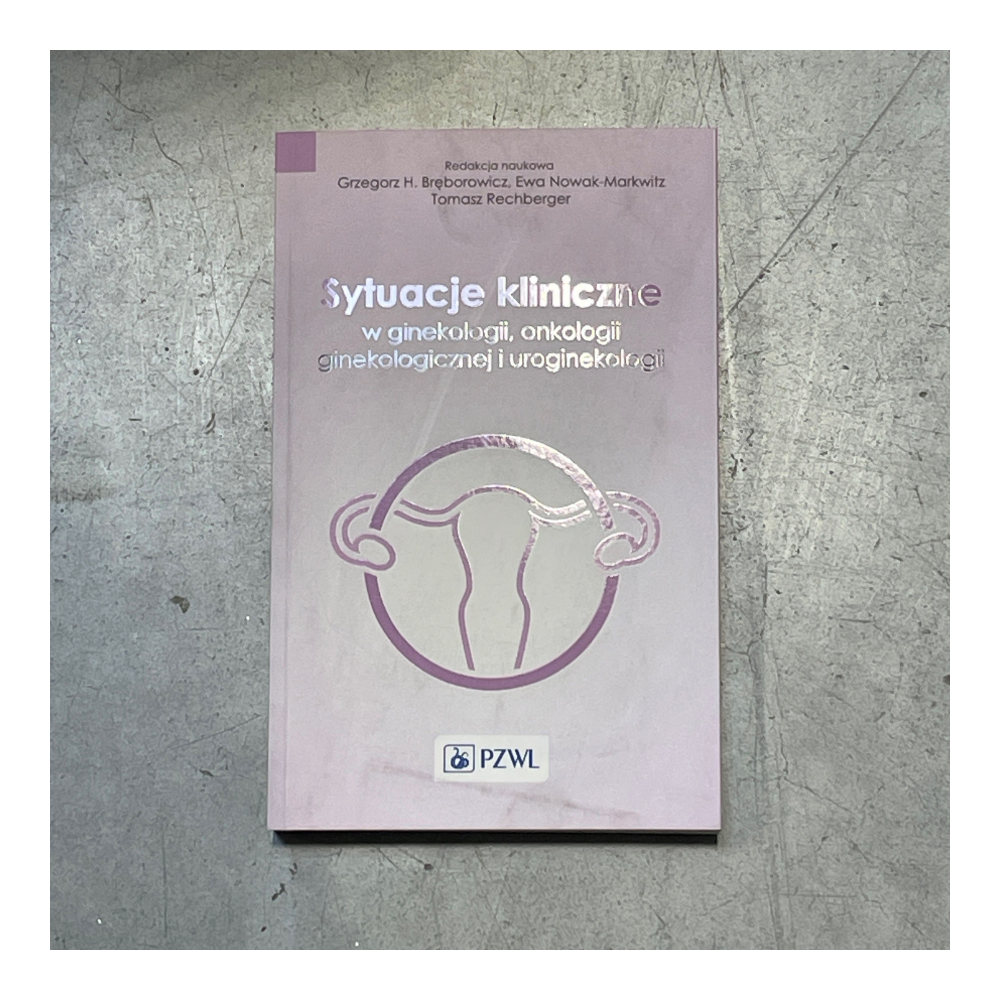 Redakcja naukowa
Grzegorz H. Bręborowicz, Ewa Nowak-Markwitz
Tomasz Rechberger
Sytuacje kliniczne
w ginekologii, onkologii
ginekologicznej i uroginekologii
PZWL